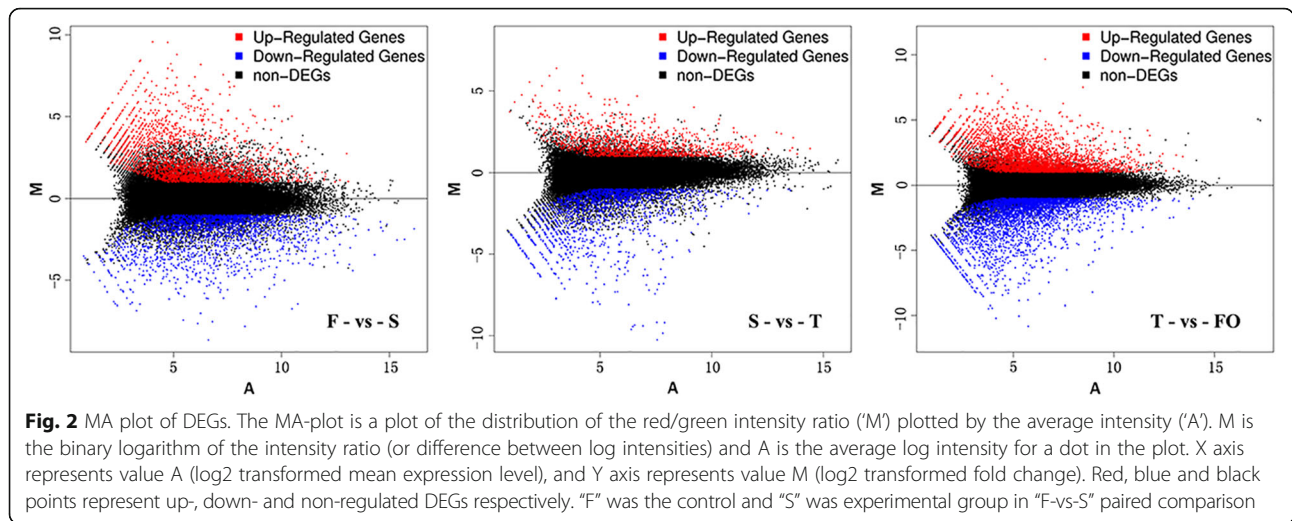 Up-Regulated Genes
Down-Regulated Genes
non-DEGs
10
5
0
-5
M
5
10
15
A
F - vs - S
Up-Regulated Genes
Down-Regulated Genes
non-DEGs
5
0
-5
-10
M
5
10
15
A
S - vs - T
Up-Regulated Genes
Down-Regulated Genes
non-DEGs
10
5
0
-5
-10
M
5
10
15
A
T - vs - FO
Fig. 2 MA plot of DEGs. The MA-plot is a plot of the distribution of the red/green intensity ratio (‘M’) plotted by the average intensity (‘A’). M is
the binary logarithm of the intensity ratio (or difference between log intensities) and A is the average log intensity for a dot in the plot. X axis
represents value A (log2 transformed mean expression level), and Y axis represents value M (log2 transformed fold change). Red, blue and black
points represent up-, down- and non-regulated DEGs respectively. “F” was the control and “S” was experimental group in “F-vs-S” paired comparison